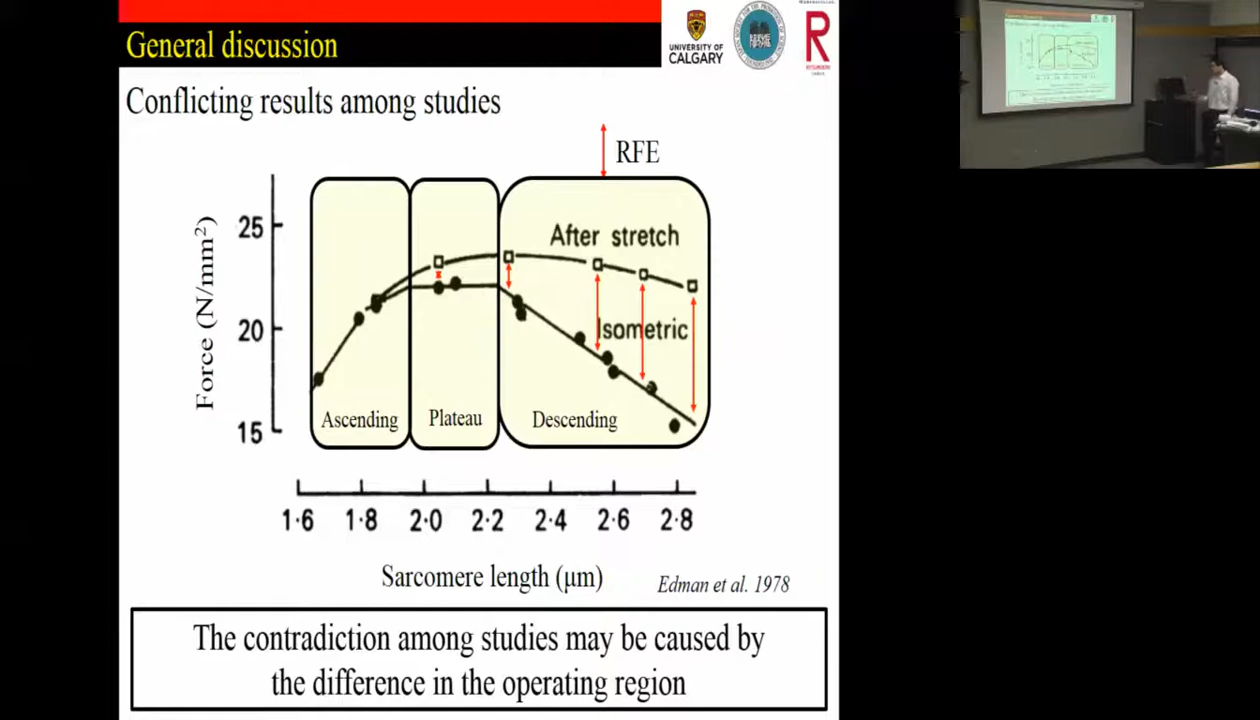 General discussion
UNIVERSITY OF
CALGARY
R
RITSUMEIKAN
Conflicting results among studies
RFE
After stretch
Isometric
Ascending
Plateau
Descending
Force (N/mm²)
25
20
15
1·6 1·8 2·0 2·2 2·4 2·6 2·8
Sarcomere length (μm)
Edman et al. 1978
The contradiction among studies may be caused by
the difference in the operating region